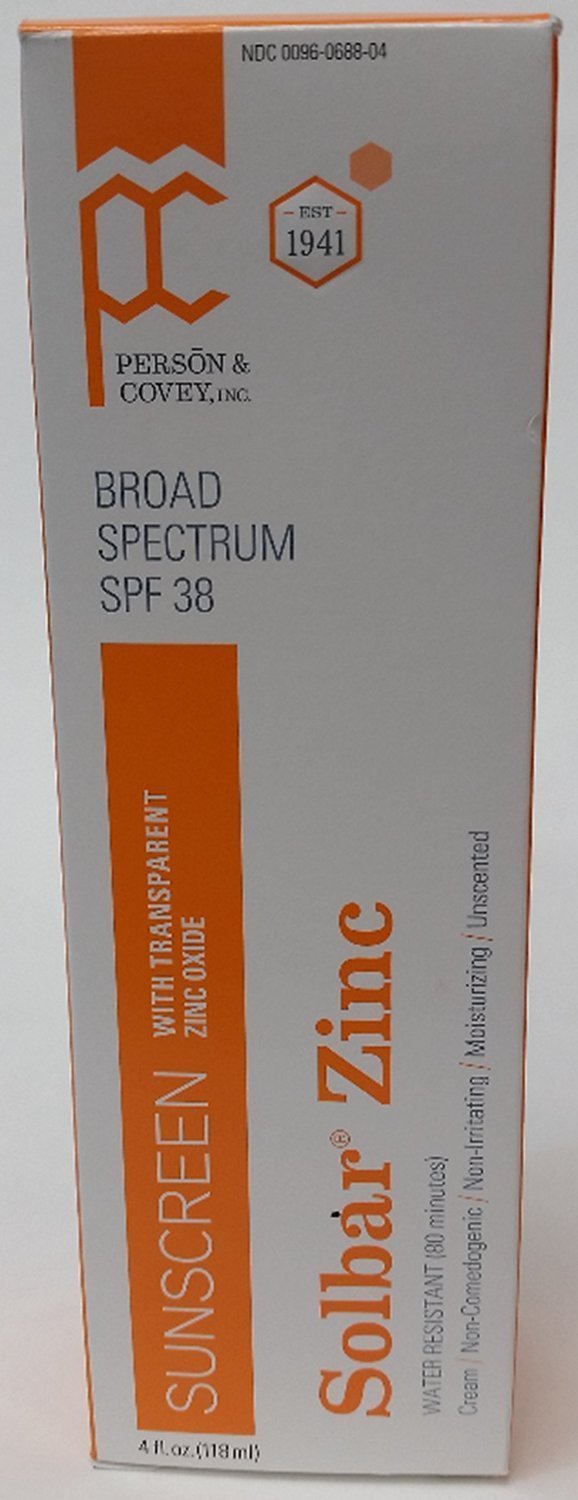 NDC 0096-0688-04
EST
1941
PERSŌN &
COVEY, INC.
BROAD
SPECTRUM
SPF 38
SUNSCREEN
WITH TRANSPARENT
ZINC OXIDE
Solbar® Zinc
WATER RESISTANT (80 minutes)
Cream / Non-Comedogenic / Non-Irritating / Moisturizing / Unscented
4 fl. oz. (118 ml)